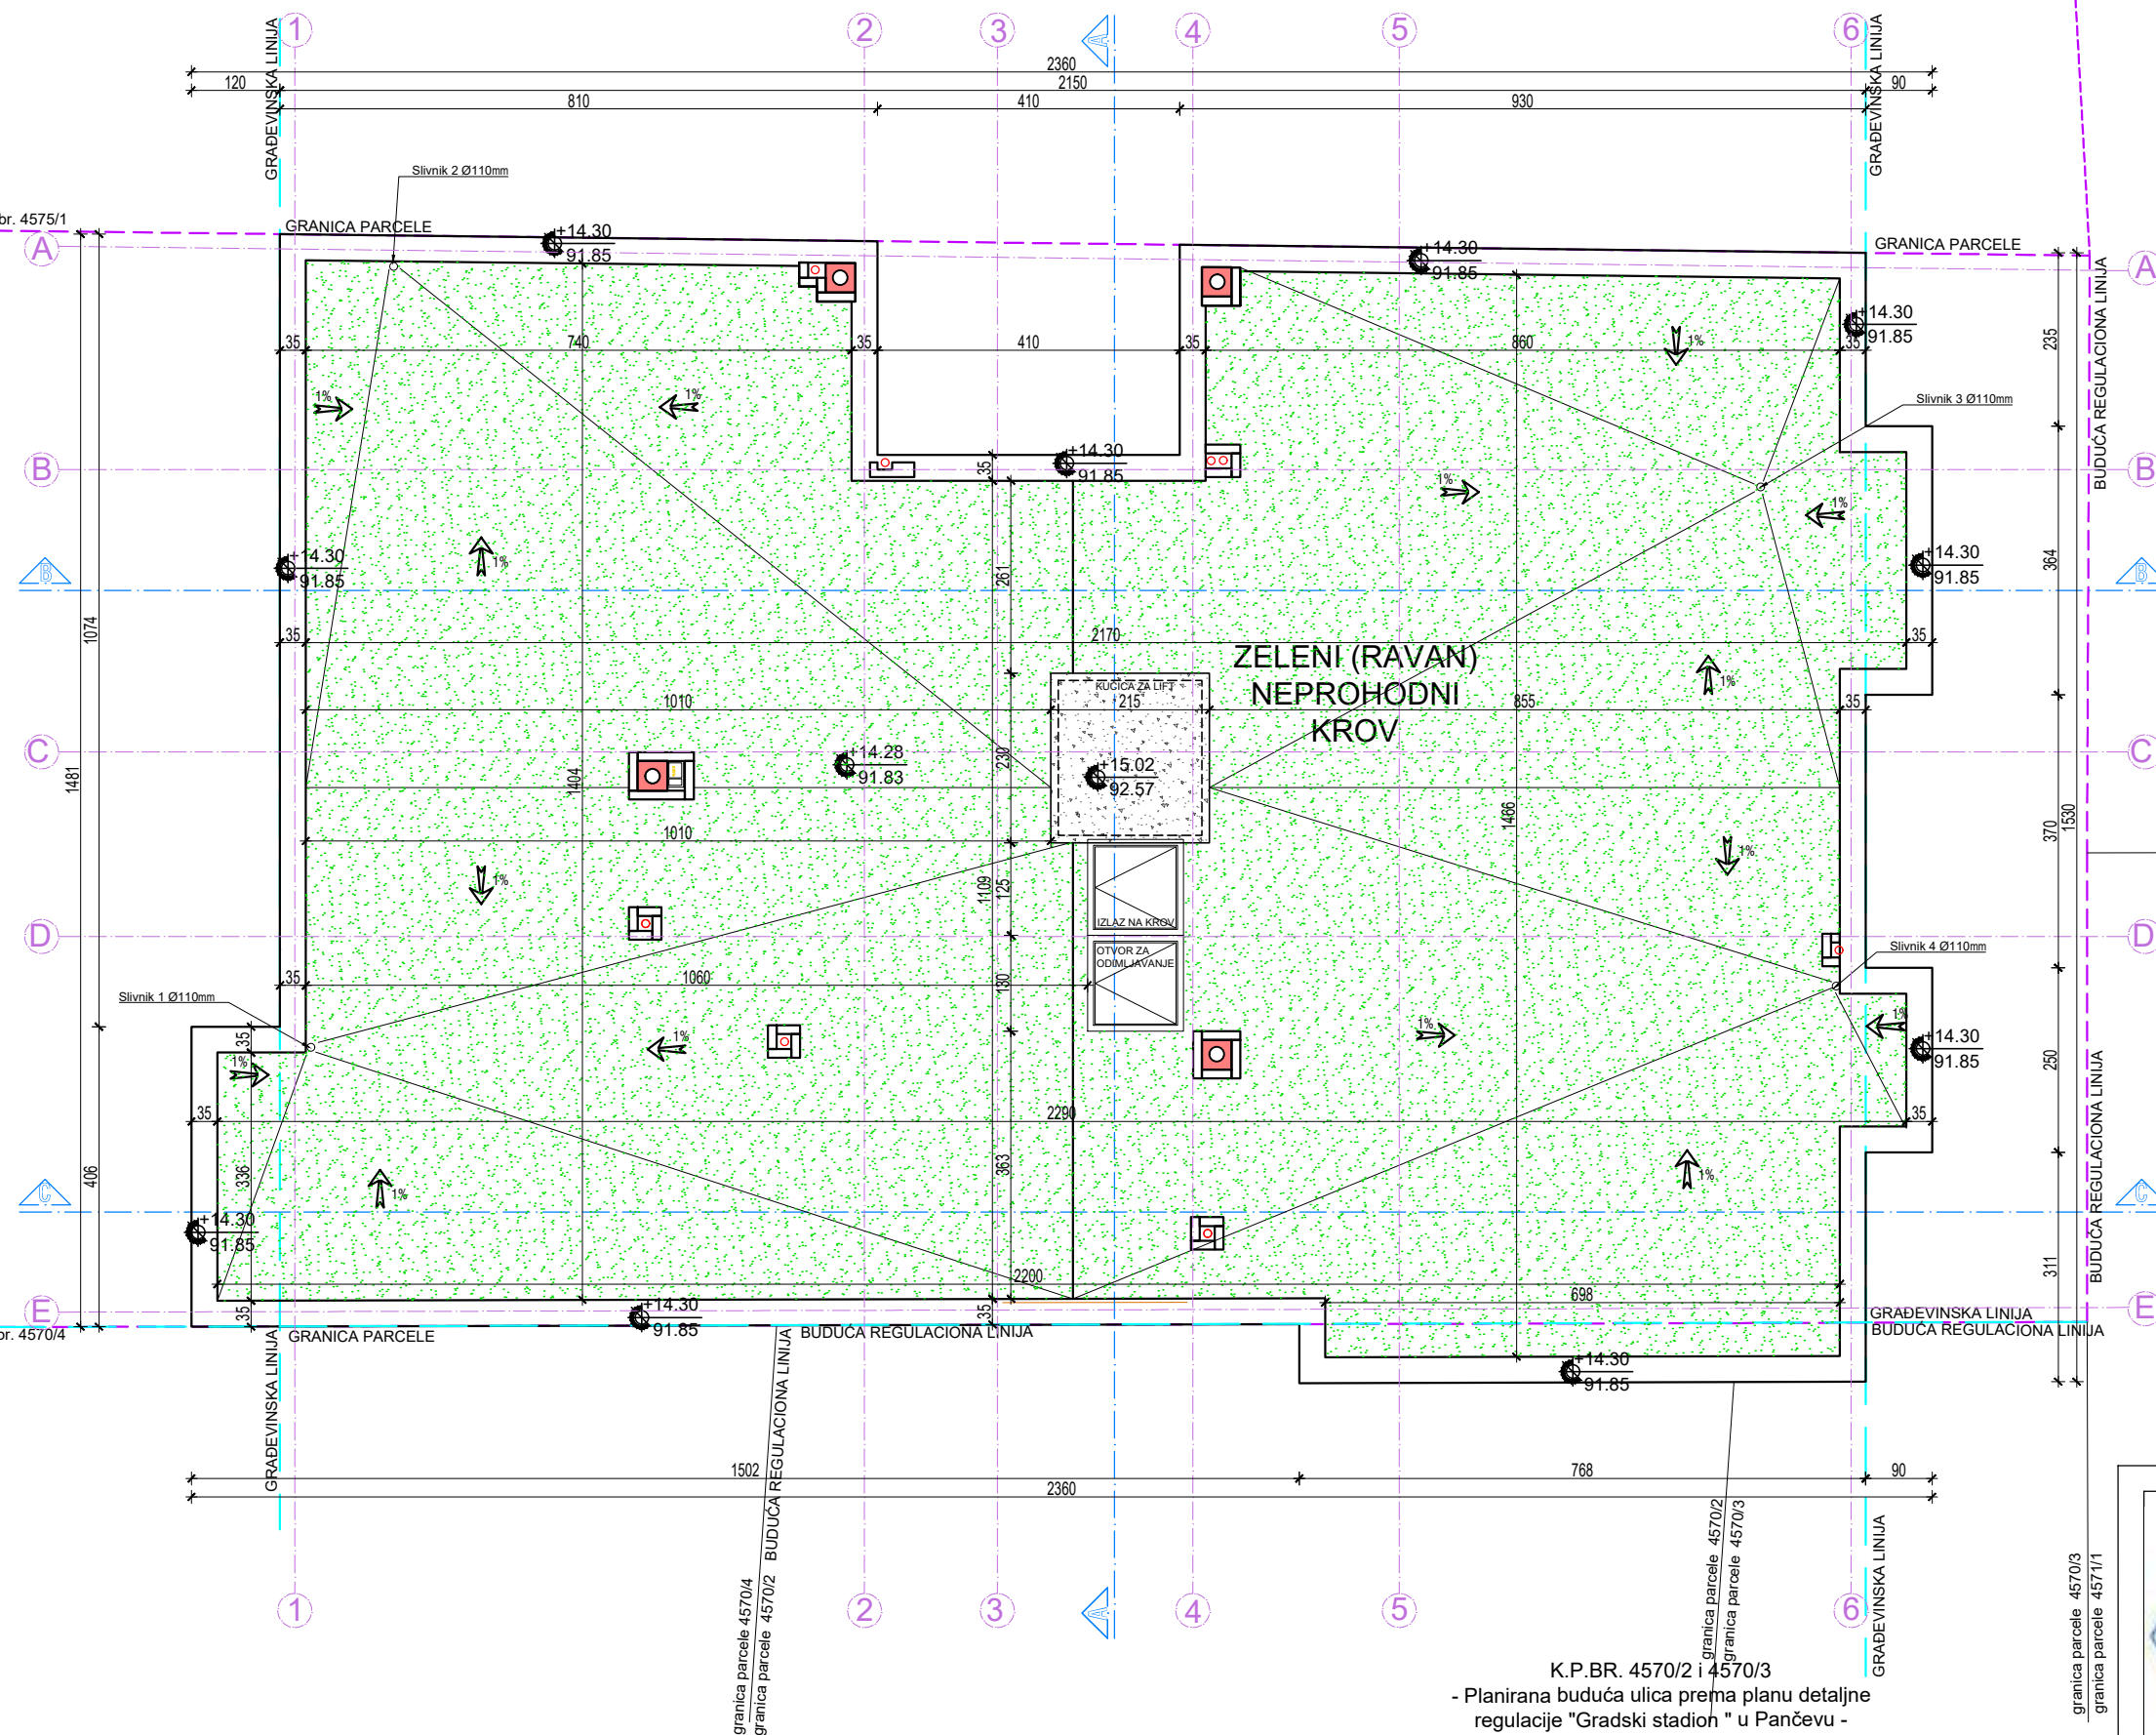 1
2
3
4
5
6
A
2360
120
2150
90
810
410
930
GRAĐEVINSKA LINIJA
GRAĐEVINSKA LINIJA
Slivnik 2 Ø110mm
br. 4575/1
GRANICA PARCELE
GRANICA PARCELE
A
A
+14.30
91.85
+14.30
91.85
+14.30
91.85
BUDUĆA REGULACIONA LINIJA
35
740
35
410
35
860
35
235
1%
1%
1%
Slivnik 3 Ø110mm
B
B
+14.30
91.85
35
1%
1%
+14.30
91.85
1%
261
+14.30
91.85
B
B
364
1074
35
2170
35
ZELENI (RAVAN)
NEPROHODNI
KROV
KUĆICA ZA LIFT
1%
1010
215
855
35
C
C
+14.28
91.83
+15.02
92.57
230
1481
1404
1466
370
1530
1010
1%
1%
1109
125
IZLAZ NA KROV
D
D
OTVOR ZA
ODIMLJAVANJE
Slivnik 4 Ø110mm
35
1060
130
Slivnik 1 Ø110mm
35
1%
1%
1%
1%
+14.30
91.85
250
35
2290
35
406
336
363
1%
1%
C
C
+14.30
91.85
BUDUĆA REGULACIONA LINIJA
311
2200
698
E
E
35
35
+14.30
91.85
GRAĐEVINSKA LINIJA
BUDUĆA REGULACIONA LINIJA
br. 4570/4
GRANICA PARCELE
BUDUĆA REGULACIONA LINIJA
+14.30
91.85
GRAĐEVINSKA LINIJA
BUDUĆA REGULACIONA LINIJA
1502
768
90
2360
GRAĐEVINSKA LINIJA
granica parcele 4570/4
granica parcele 4570/2
granica parcele 4570/2
granica parcele 4570/3
granica parcele 4570/3
granica parcele 4571/1
1
2
3
A
4
5
6
K.P.BR. 4570/2 i 4570/3
- Planirana buduća ulica prema planu detaljne
regulacije "Gradski stadion " u Pančevu -